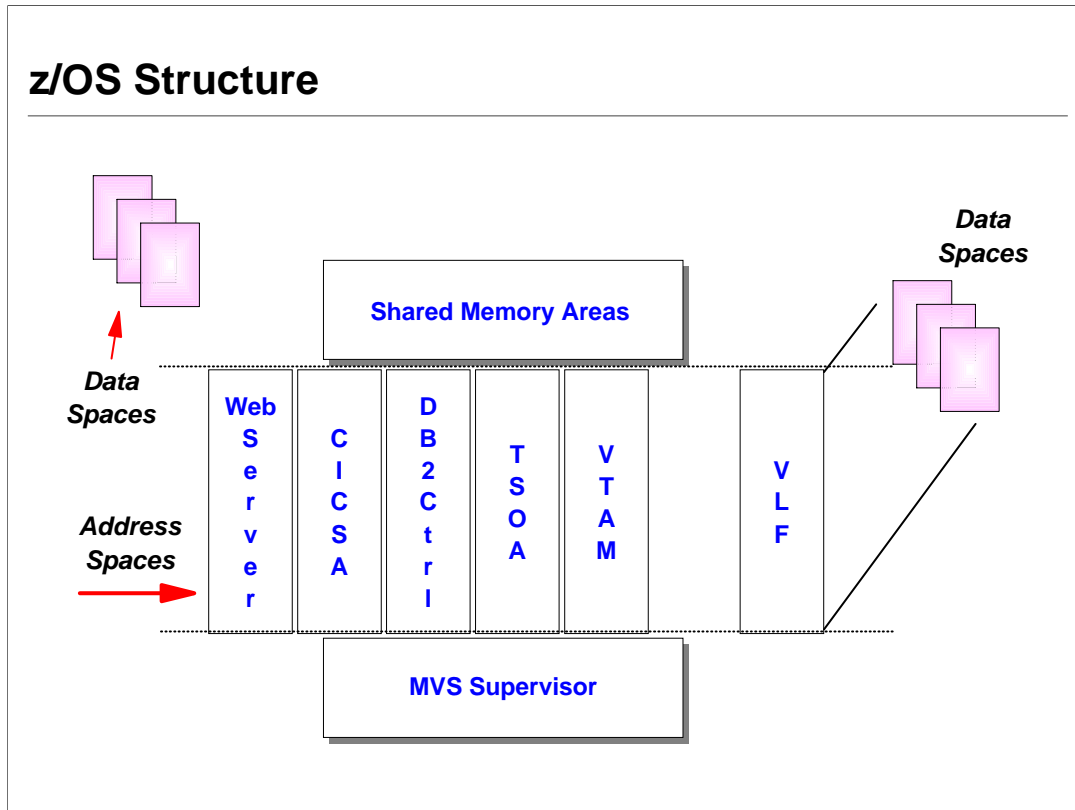 z/OS Structure
Data
Spaces
Shared Memory Areas
Data
Spaces
Address
Spaces
Web
S
e
r
v
e
r
C
I
C
S
A
D
B
2
C
t
r
l
T
S
O
A
V
T
A
M
V
L
F
MVS Supervisor